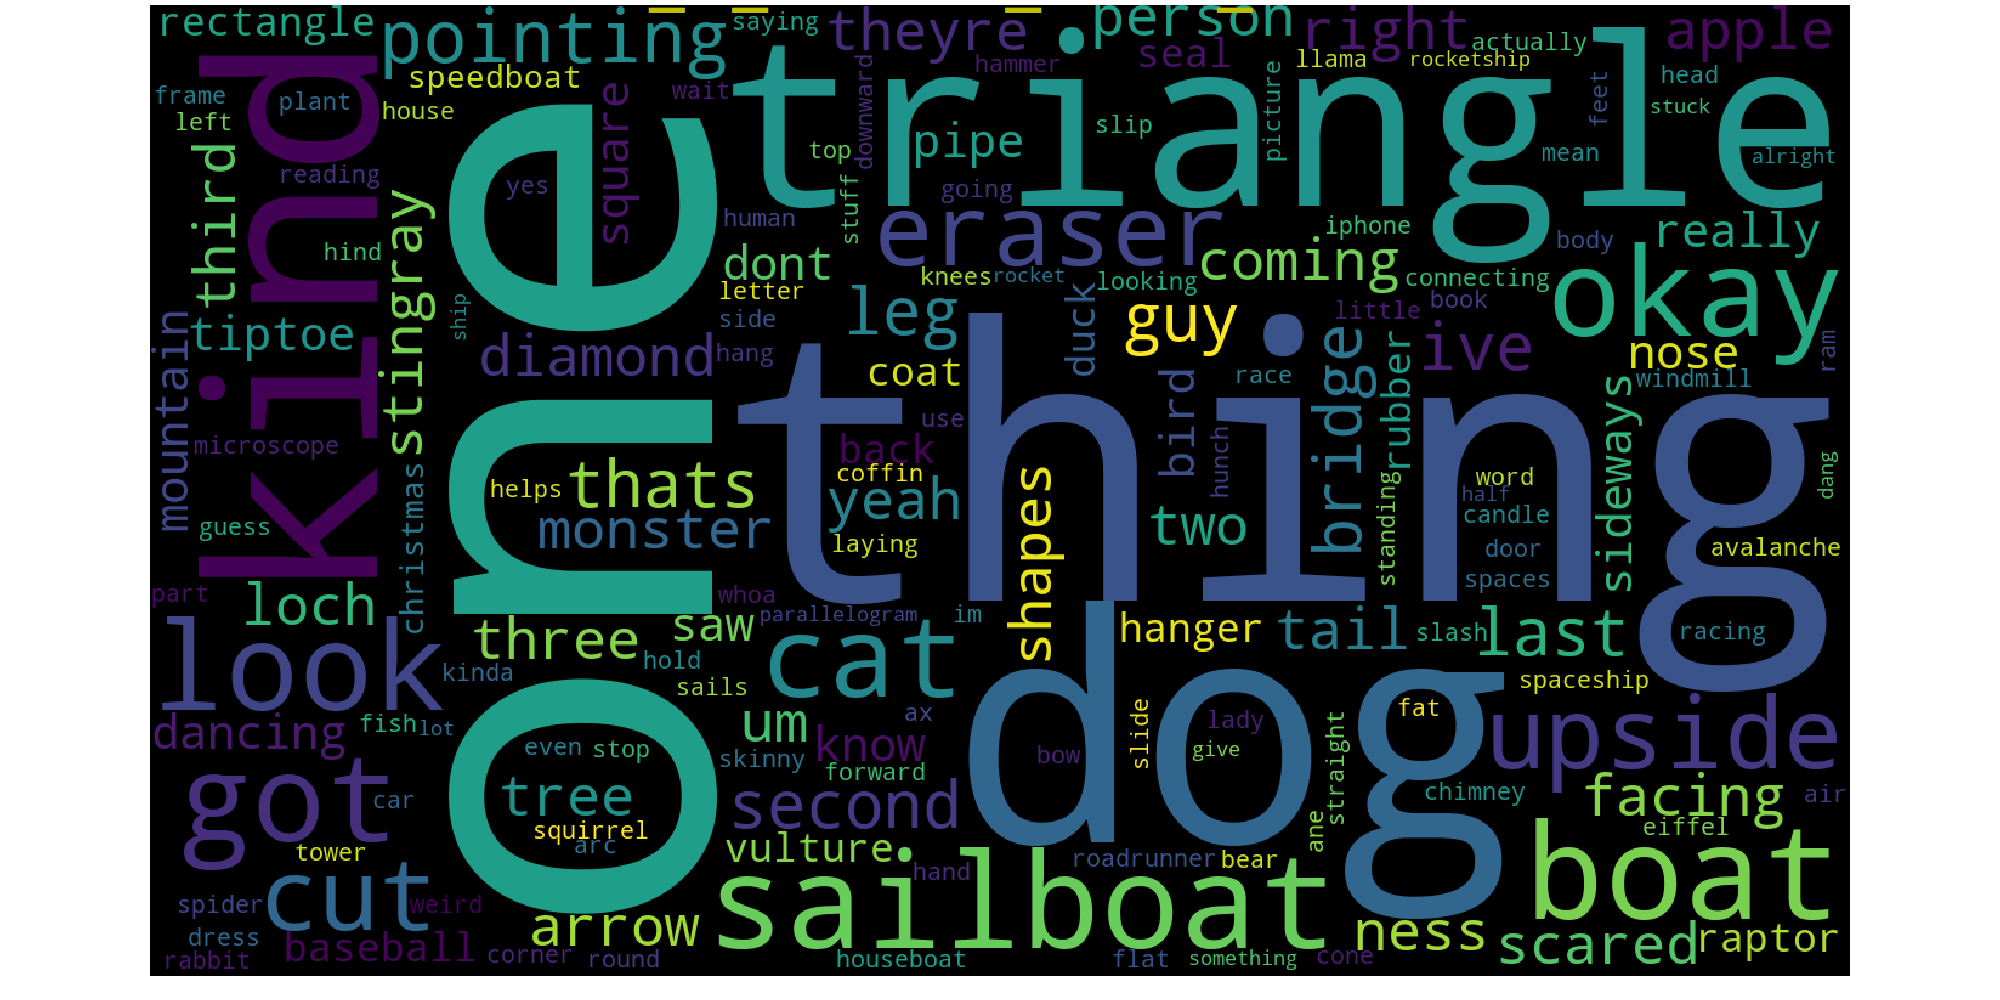 rectangle
pointing
saying
theyre
person
right
actually
apple
hammer
seal
llama
rocketship
speedboat
frame
plant
house
left
square
wait
triangle
downward
pipe
slip
picture
feet
head
stuck
mean
alright
top
kind
third
reading
yes
one
stingray
human
stuff
going
eraser
iphone
body
really
hind
dont
letter
side
knees
rocket
looking
coming
connecting
okay
ship
mountain
tiptoe
diamond
hang
leg
duck
guy
little
book
ive
nose
ram
coat
race
bridge
rubber
windmill
use
bird
thing
microscope
back
hunch
sideways
christmas
helps
thats
coffin
yeah
shapes
word
half
candle
dang
guess
monster
laying
two
standing
door
avalanche
spaces
part
loch
whoa
parallelogram
im
look
three
saw
cat
hanger
tail
slash
last
racing
kinda
hold
sails
dog
spaceship
dancing
fish
lot
um
ax
know
lady
fat
upside
even
stop
skinny
bow
slide
give
straight
forward
got
car
tree
second
chimney
facing
air
squirrel
arc
tower
vulture
ane
eiffel
roadrunner
bear
boat
hand
cut
spider
weird
sailboat
dress
arrow
ness
scared
raptor
baseball
rabbit
corner
round
houseboat
flat
something
cone